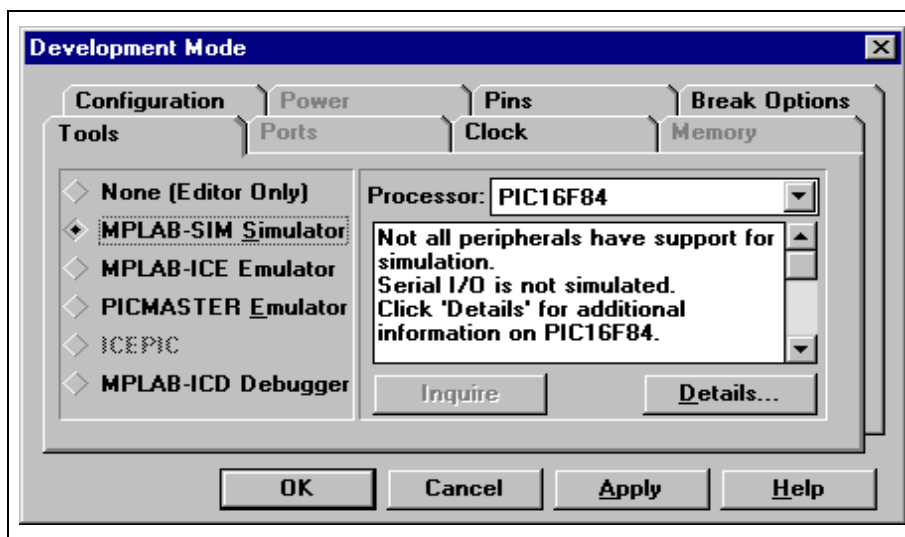 Development Mode
Configuration Power Pins Break Options
Tools Ports Clock Memory
None (Editor Only)
MPLAB-SIM Simulator
MPLAB-ICE Emulator
PICMASTER Emulator
ICEPIC
MPLAB-ICD Debugger
Processor: PIC16F84
Not all peripherals have support for
simulation.
Serial I/O is not simulated.
Click 'Details' for additional
information on PIC16F84.
Inquire Details...
OK Cancel Apply Help